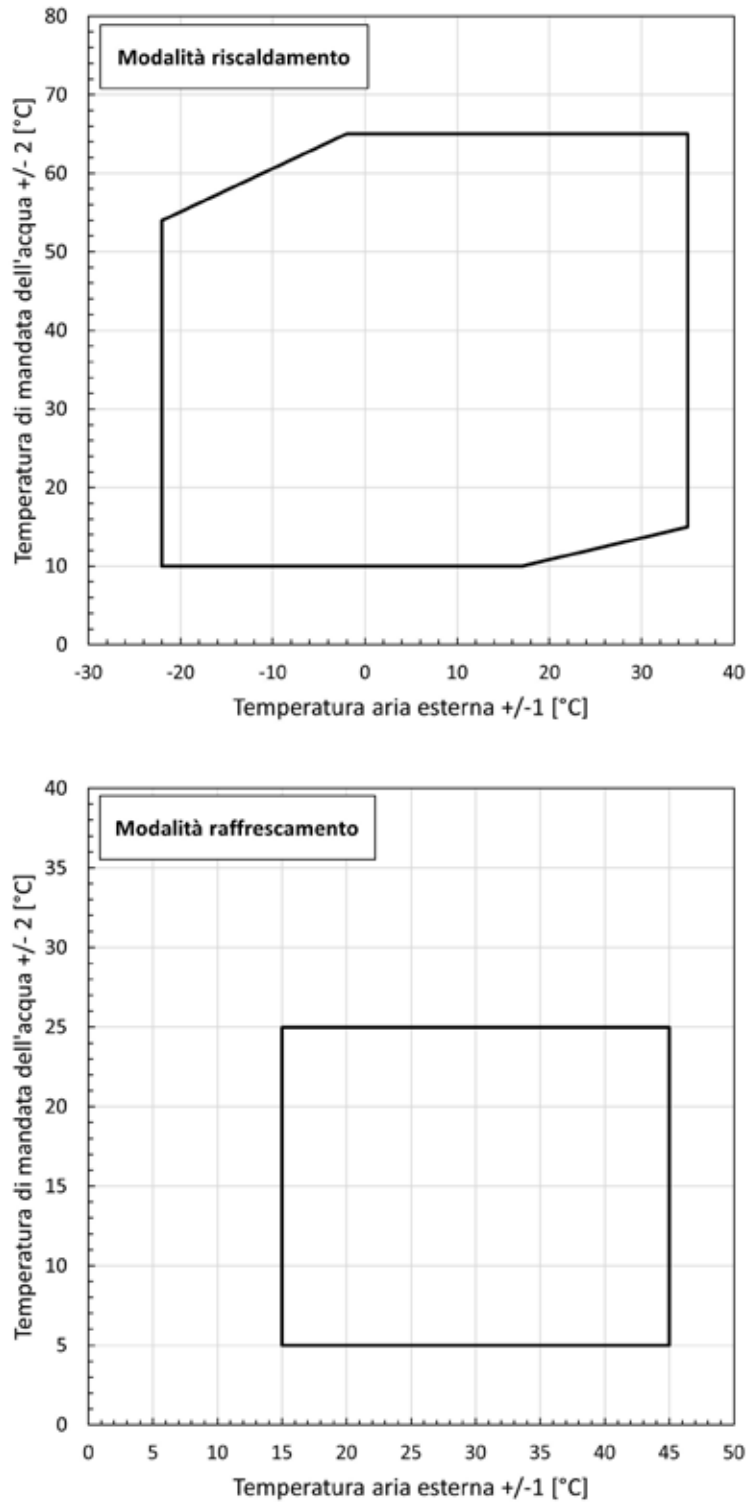 Modalità riscaldamento
Temperatura di mandata dell'acqua +/- 2 [°C]
80
70
60
50
40
30
20
10
0
-30 -20 -10 0 10 20 30 40
Temperatura aria esterna +/-1 [°C]
Modalità raffrescamento
Temperatura di mandata dell'acqua +/- 2 [°C]
40
35
30
25
20
15
10
5
0
0 5 10 15 20 25 30 35 40 45 50
Temperatura aria esterna +/-1 [°C]